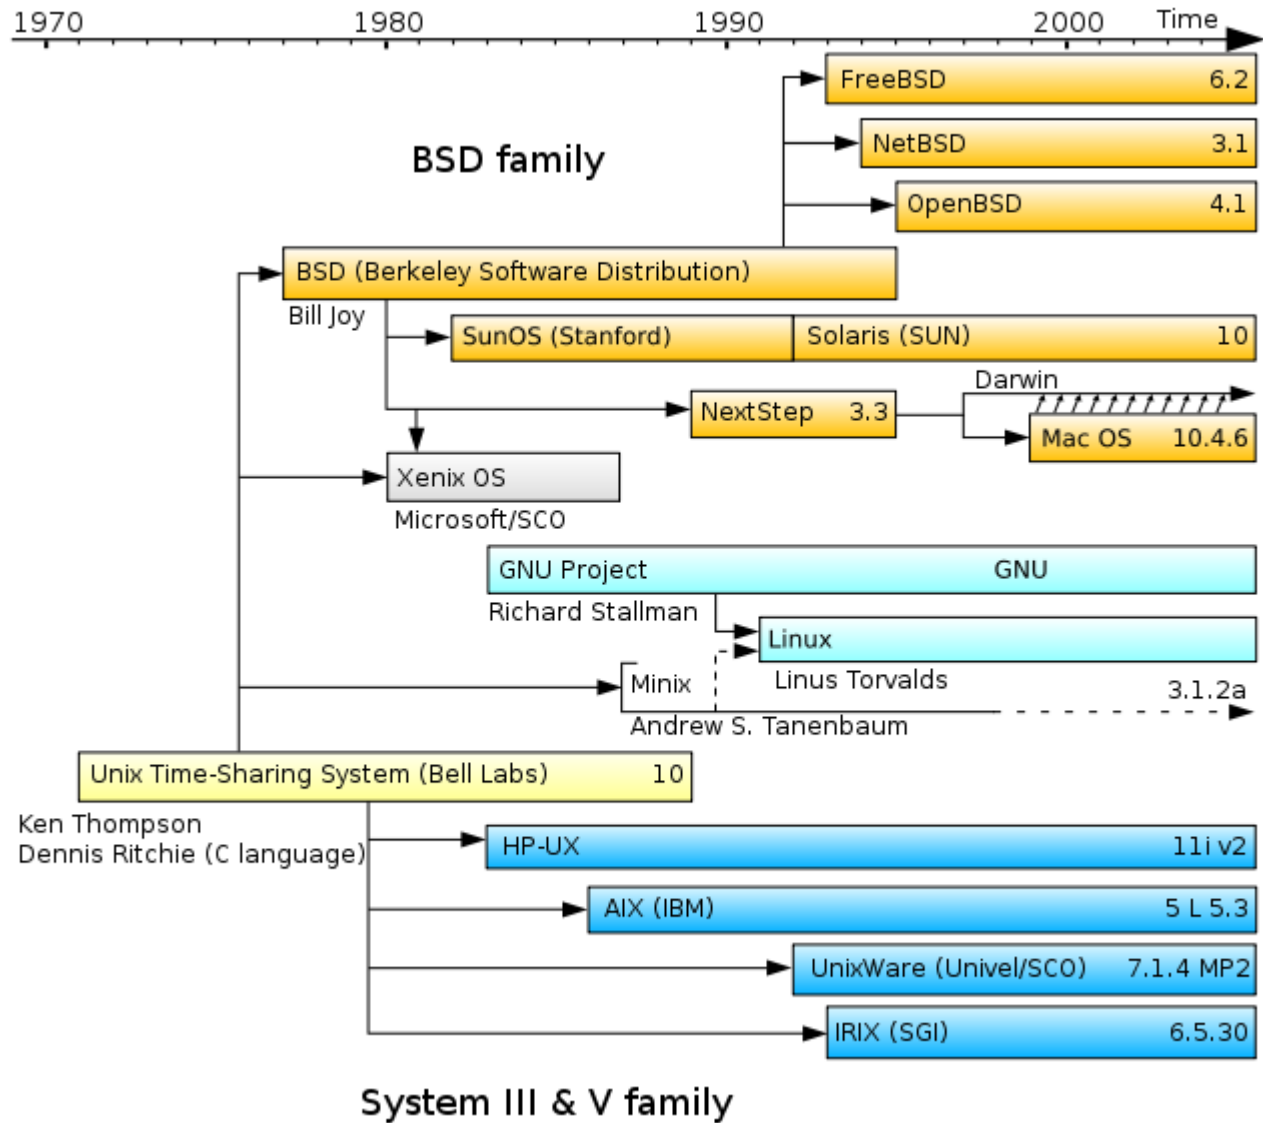 1970 1980 1990 2000 Time
FreeBSD 6.2
BSD family
NetBSD 3.1
OpenBSD 4.1
BSD (Berkeley Software Distribution)
Bill Joy
SunOS (Stanford) Solaris (SUN) 10
Darwin
NextStep 3.3
Mac OS 10.4.6
Xenix OS
Microsoft/SCO
GNU Project GNU
Richard Stallman
Linux
Linus Torvalds
Minix 3.1.2a
Andrew S. Tanenbaum
Unix Time-Sharing System (Bell Labs) 10
Ken Thompson
Dennis Ritchie (C language)
HP-UX 11i v2
AIX (IBM) 5 L 5.3
UnixWare (Univel/SCO) 7.1.4 MP2
IRIX (SGI) 6.5.30
System III & V family